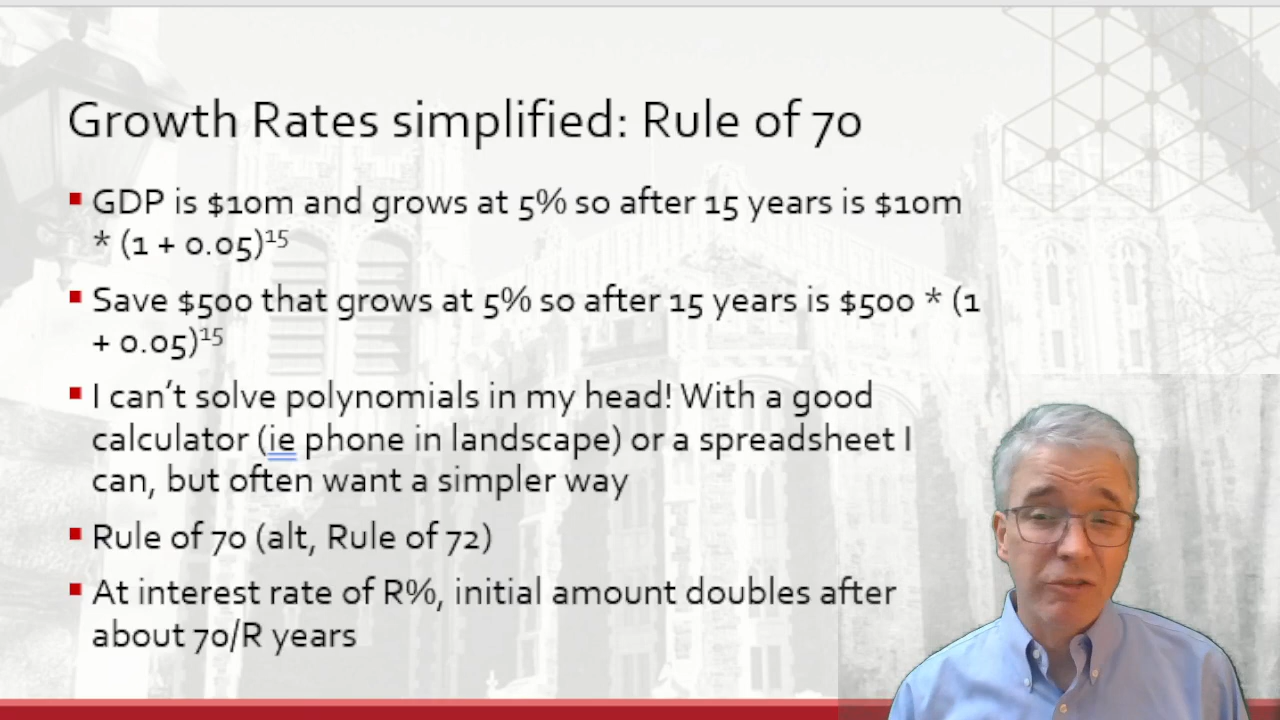 Growth Rates simplified: Rule of 70
▪ GDP is $10m and grows at 5% so after 15 years is $10m
* (1 + 0.05)¹⁵
▪ Save $500 that grows at 5% so after 15 years is $500 * (1
+ 0.05)¹⁵
▪ I can’t solve polynomials in my head! With a good
calculator (ie phone in landscape) or a spreadsheet I
can, but often want a simpler way
▪ Rule of 70 (alt, Rule of 72)
▪ At interest rate of R%, initial amount doubles after
about 70/R years